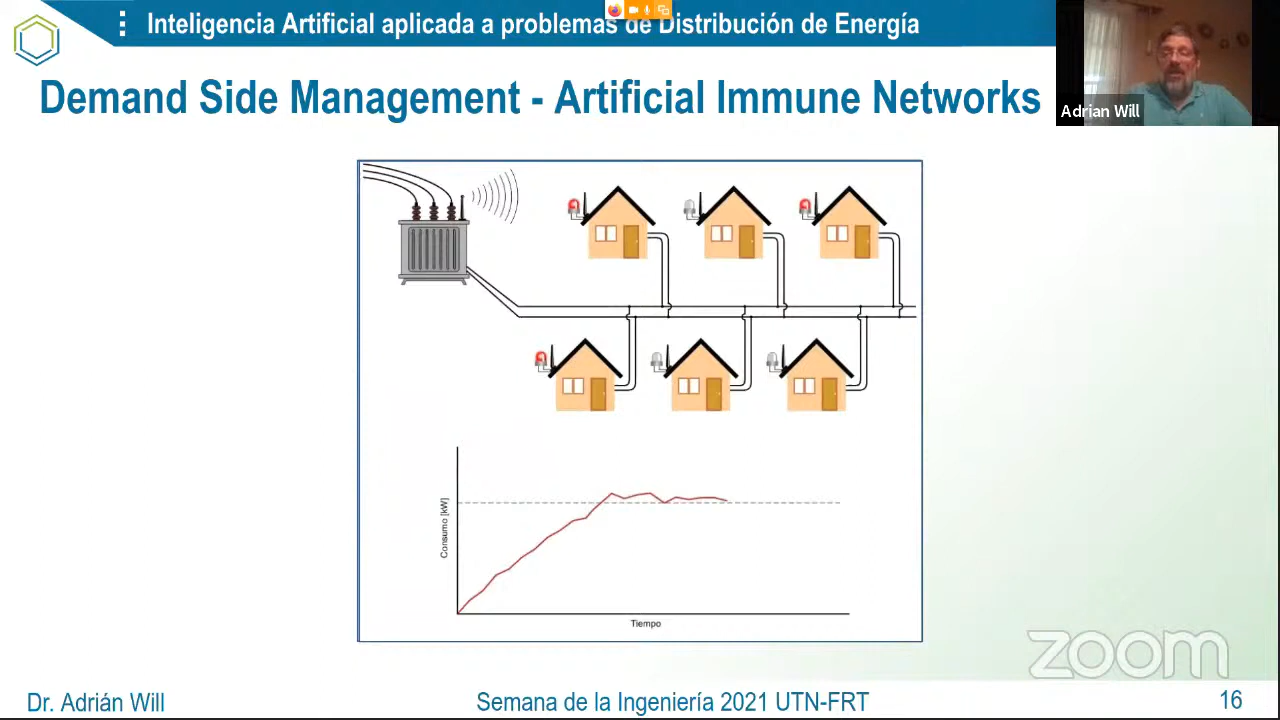 Inteligencia Artificial aplicada a problemas de Distribución de Energía
Demand Side Management - Artificial Immune Networks
Adrian Will
Consumo [kW]
Tiempo
zoom
Dr. Adrián Will
Semana de la Ingeniería 2021 UTN-FRT
16